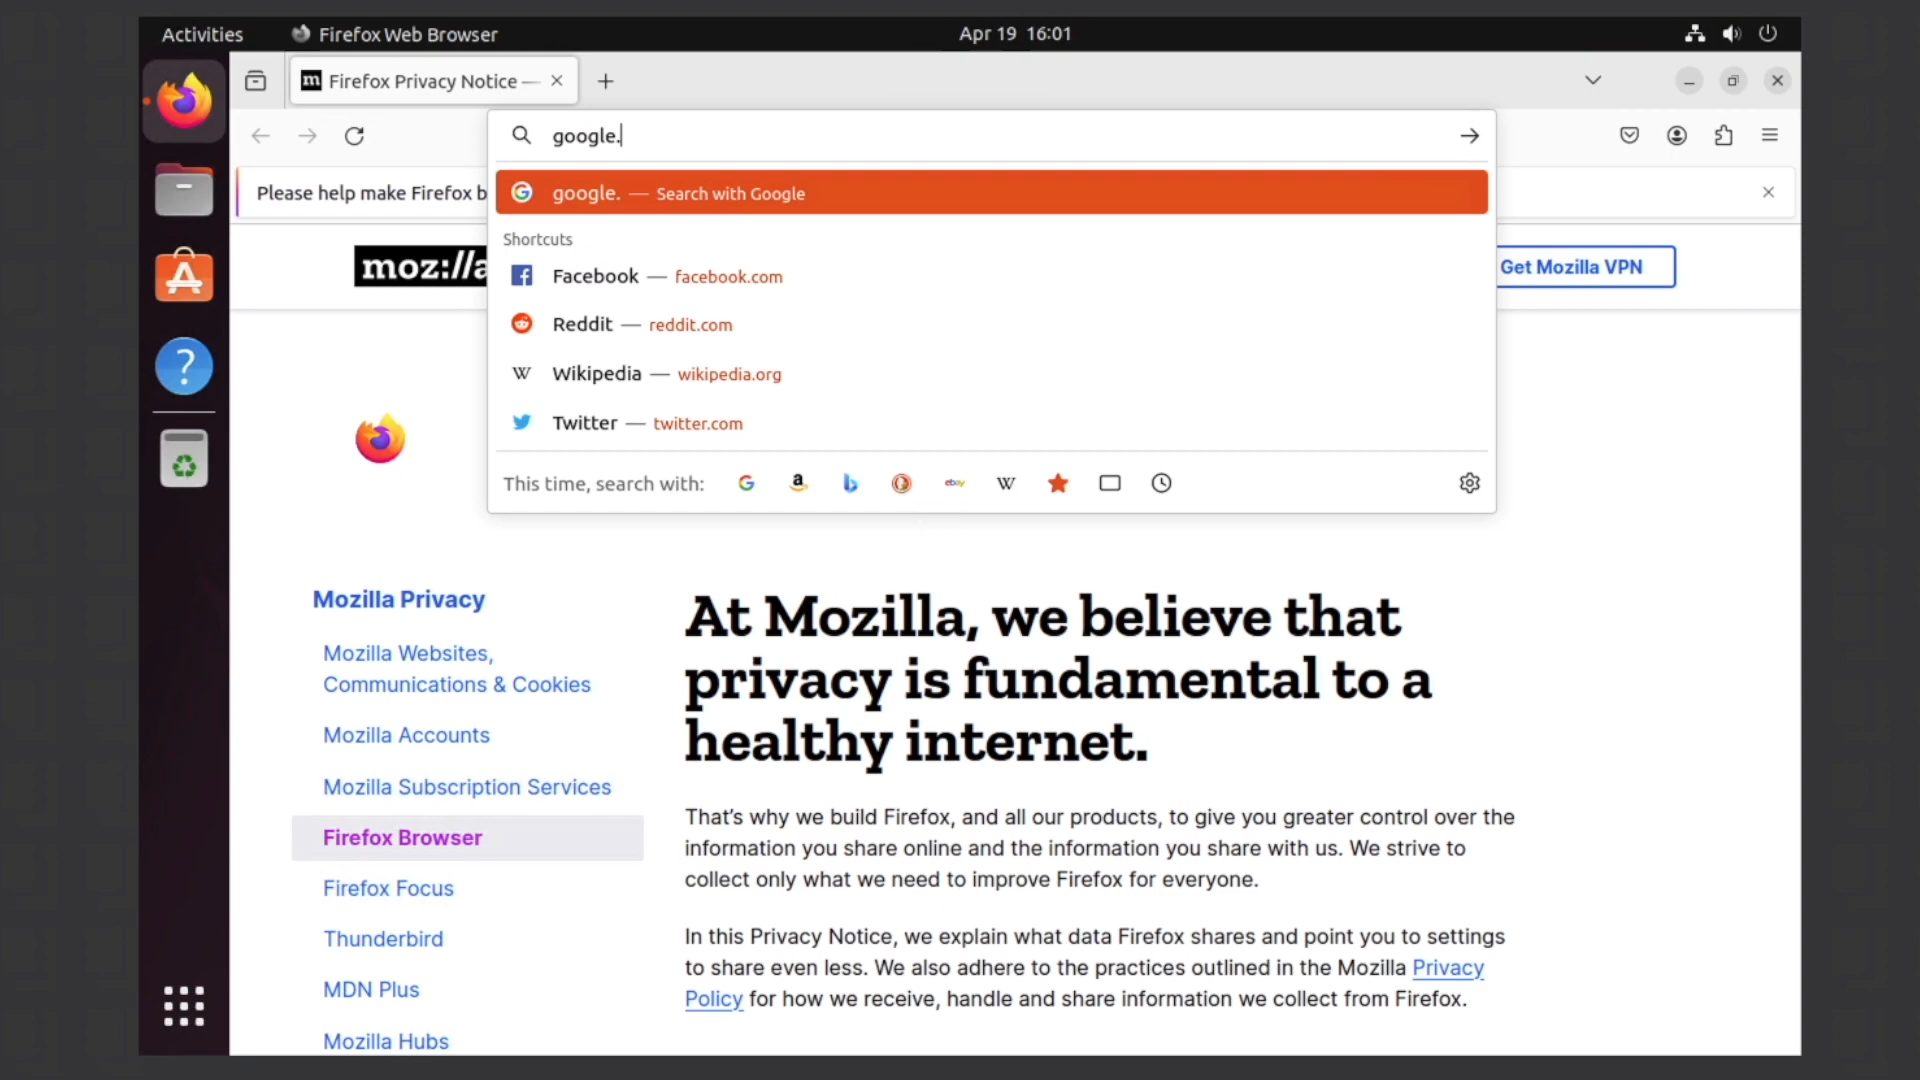 Activities
Firefox Web Browser
Apr 19 16:01
Firefox Privacy Notice —
google.
Please help make Firefox b
google. — Search with Google
Shortcuts
moz://a
Get Mozilla VPN
Facebook — facebook.com
Reddit — reddit.com
Wikipedia — wikipedia.org
Twitter — twitter.com
This time, search with:
ebay
Mozilla Privacy
Mozilla Websites,
Communications & Cookies
Mozilla Accounts
Mozilla Subscription Services
Firefox Browser
Firefox Focus
Thunderbird
MDN Plus
Mozilla Hubs
At Mozilla, we believe that
privacy is fundamental to a
healthy internet.
That’s why we build Firefox, and all our products, to give you greater control over the
information you share online and the information you share with us. We strive to
collect only what we need to improve Firefox for everyone.
In this Privacy Notice, we explain what data Firefox shares and point you to settings
to share even less. We also adhere to the practices outlined in the Mozilla Privacy
Policy for how we receive, handle and share information we collect from Firefox.